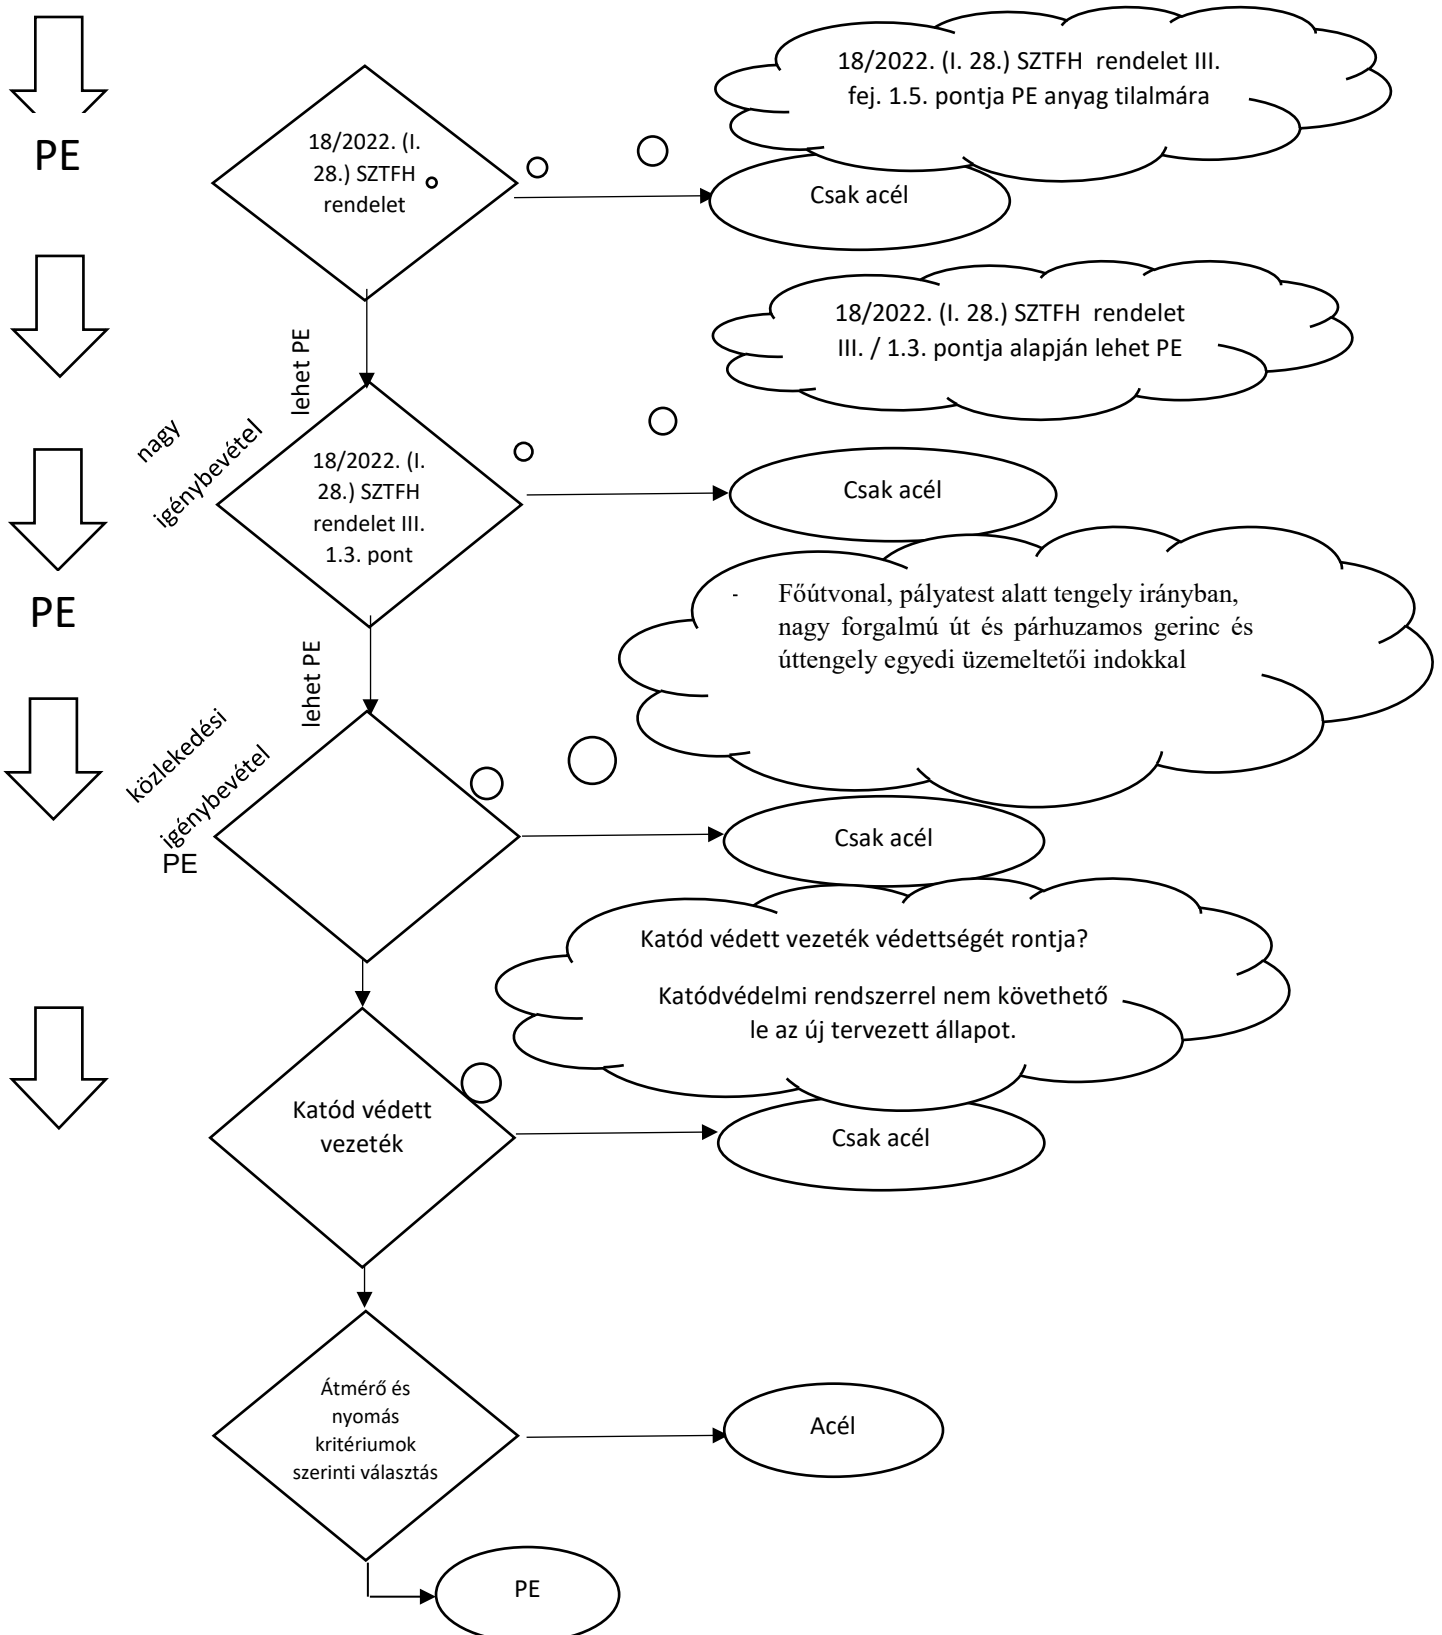 18/2022. (I. 28.) SZTFH rendelet III.
fej. 1.5. pontja PE anyag tilalmára
PE
18/2022. (I.
28.) SZTFH
rendelet
Csak acél
18/2022. (I. 28.) SZTFH rendelet
III. / 1.3. pontja alapján lehet PE
lehet PE
nagy
igénybevétel
18/2022. (I.
28.) SZTFH
rendelet III.
1.3. pont
Csak acél
PE
- Főútvonal, pályatest alatt tengely irányban,
nagy forgalmú út és párhuzamos gerinc és
úttengely egyedi üzemeltetői indokkal
lehet PE
közlekedési
igénybevétel
PE
Csak acél
Katód védett vezeték védettségét rontja?
Katódvédelmi rendszerrel nem követhető
le az új tervezett állapot.
Katód védett
vezeték
Csak acél
Átmérő és
nyomás
kritériumok
szerinti választás
Acél
PE